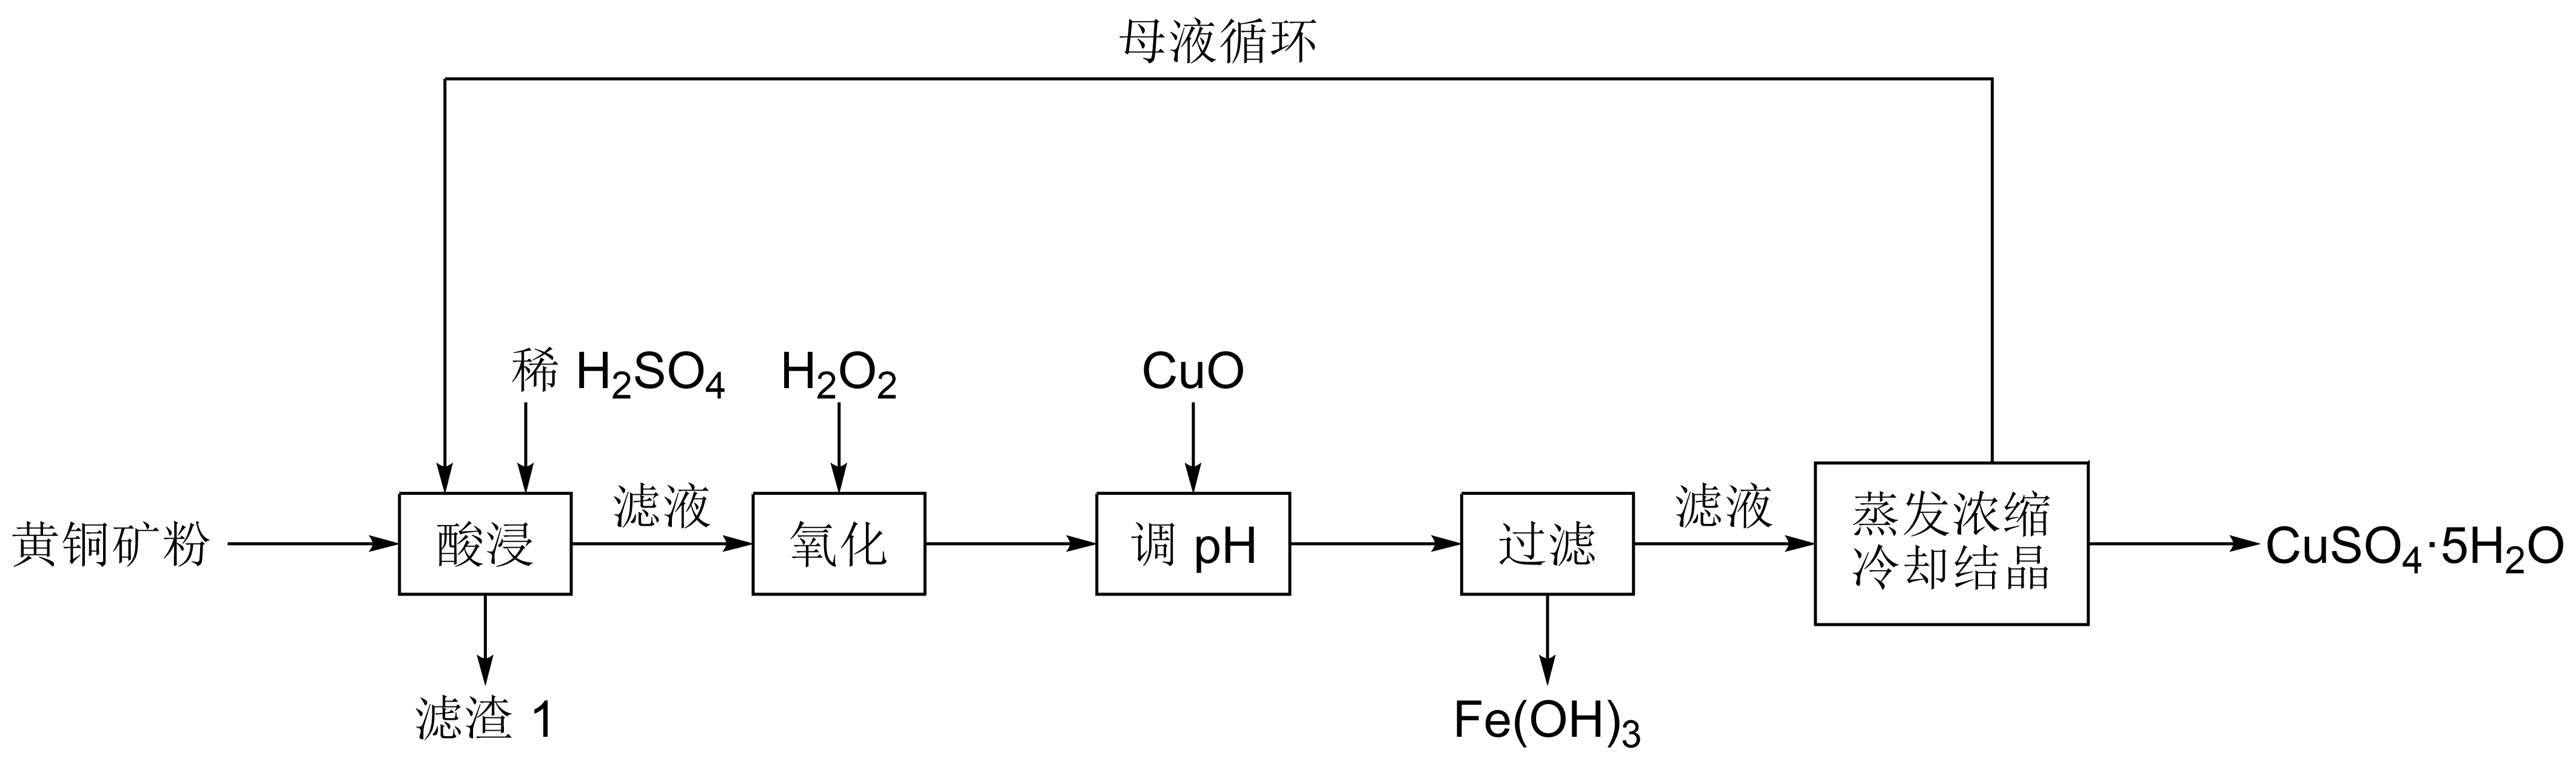 母液循环
稀 H₂SO₄
H₂O₂
CuO
黄铜矿粉
酸浸
滤液
氧化
调 pH
过滤
滤液
蒸发浓缩
冷却结晶
CuSO₄·5H₂O
滤渣 1
Fe(OH)₃